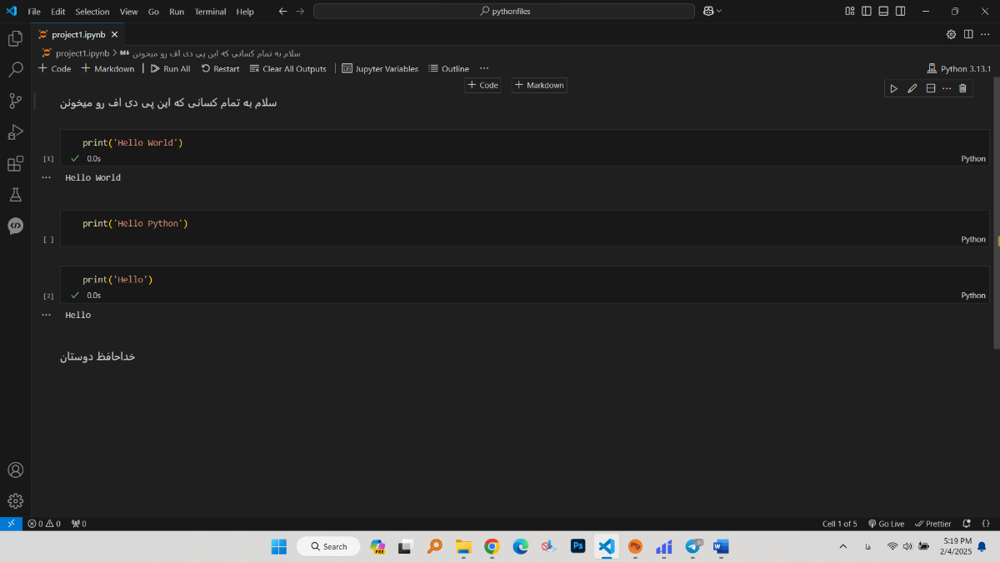 File Edit Selection View Go Run Terminal Help
pythonfiles
project1.ipynb
project1.ipynb > M↓ سلام به تمام کسانی که این پی دی اف رو میخونن
+ Code + Markdown Run All Restart Clear All Outputs Jupyter Variables Outline ...
Python 3.13.1
+ Code + Markdown
سلام به تمام کسانی که این پی دی اف رو میخونن
print('Hello World')
[1] 0.0s Python
Hello World
print('Hello Python')
[ ] Python
print('Hello')
[2] 0.0s Python
Hello
خداحافظ دوستان
0 0 0
Cell 1 of 5 Go Live Prettier {}
Search
PRE
Ps
W
فا
5:19 PM
2/4/2025